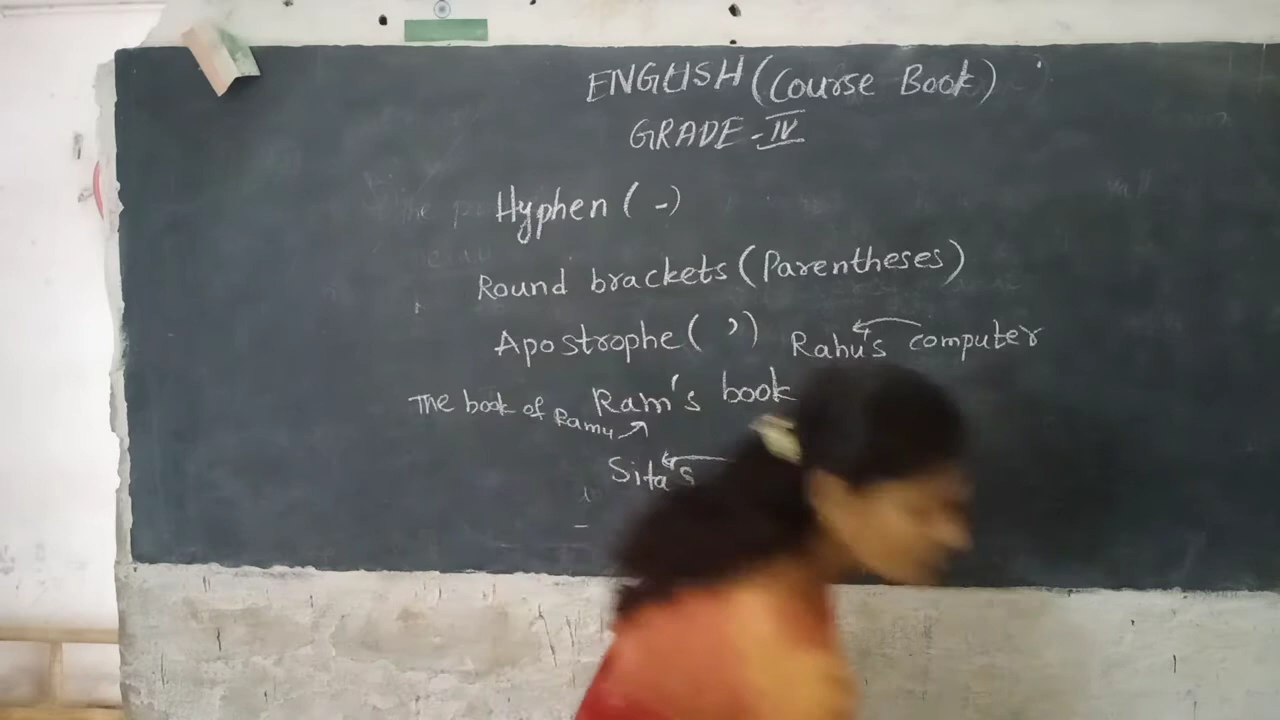 ENGLISH (Course Book)
GRADE - IV
Hyphen ( - )
Round brackets (Parentheses)
Apostrophe ( ’ ) Rahu's computer
The book of Ramu Ram's book
Sita's